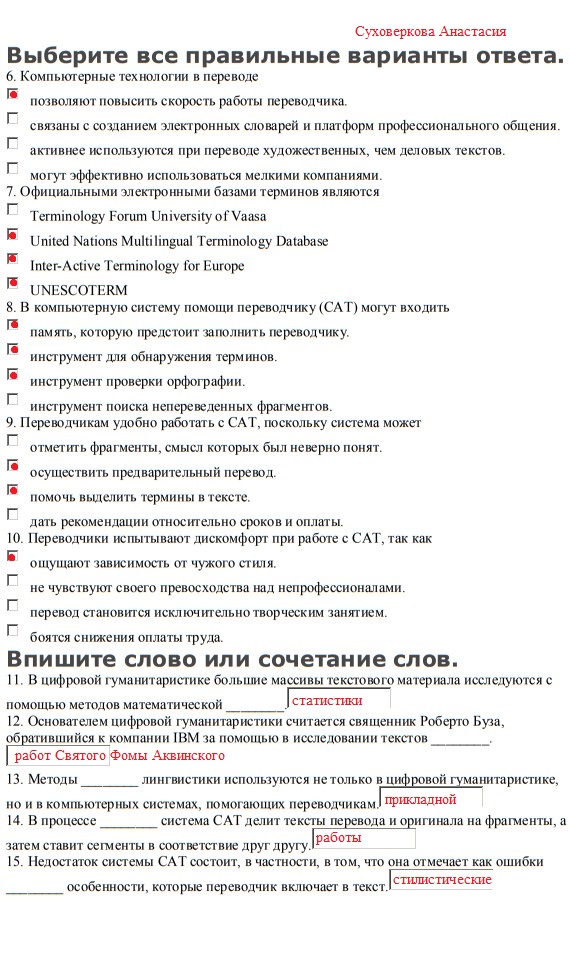 Суховеркова Анастасия
Выберите все правильные варианты ответа.
6. Компьютерные технологии в переводе
позволяют повысить скорость работы переводчика.
связаны с созданием электронных словарей и платформ профессионального общения.
активнее используются при переводе художественных, чем деловых текстов.
могут эффективно использоваться мелкими компаниями.
7. Официальными электронными базами терминов являются
Terminology Forum University of Vaasa
United Nations Multilingual Terminology Database
Inter-Active Terminology for Europe
UNESCOTERM
8. В компьютерную систему помощи переводчику (CAT) могут входить
память, которую предстоит заполнить переводчику.
инструмент для обнаружения терминов.
инструмент проверки орфографии.
инструмент поиска непереведенных фрагментов.
9. Переводчикам удобно работать с CAT, поскольку система может
отметить фрагменты, смысл которых был неверно понят.
осуществить предварительный перевод.
помочь выделить термины в тексте.
дать рекомендации относительно сроков и оплаты.
10. Переводчики испытывают дискомфорт при работе с CAT, так как
ощущают зависимость от чужого стиля.
не чувствуют своего превосходства над непрофессионалами.
перевод становится исключительно творческим занятием.
боятся снижения оплаты труда.
Впишите слово или сочетание слов.
11. В цифровой гуманитаристике большие массивы текстового материала исследуются с
помощью методов математической ________. статистики
12. Основателем цифровой гуманитаристики считается священник Роберто Буза,
обратившийся к компании IBM за помощью в исследовании текстов ________.
работ Святого Фомы Аквинского
13. Методы ________ лингвистики используются не только в цифровой гуманитаристике,
но и в компьютерных системах, помогающих переводчикам. прикладной
14. В процессе ________ система CAT делит тексты перевода и оригинала на фрагменты, а
затем ставит сегменты в соответствие друг другу. работы
15. Недостаток системы CAT состоит, в частности, в том, что она отмечает как ошибки
________ особенности, которые переводчик включает в текст. стилистические